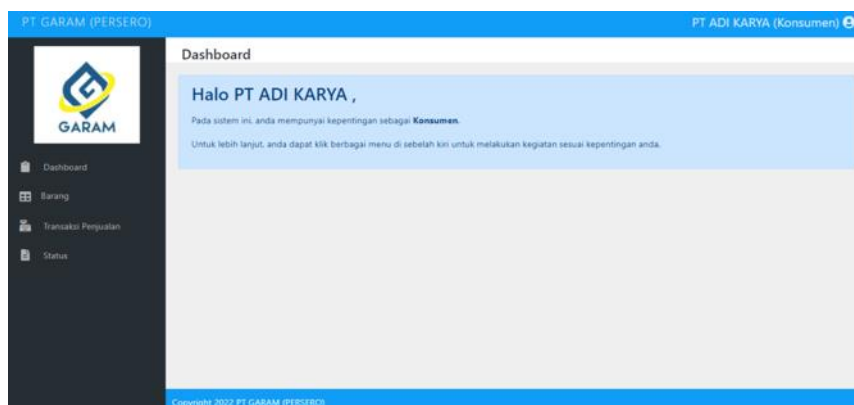 PT GARAM (PERSERO)
PT ADI KARYA (Konsumen)
GARAM
Dashboard
Barang
Transaksi Penjualan
Status
Dashboard
Halo PT ADI KARYA ,
Pada sistem ini, anda mempunyai kepentingan sebagai Konsumen.
Untuk lebih lanjut, anda dapat klik berbagai menu di sebelah kiri untuk melakukan kegiatan sesuai kepentingan anda.
Copyright 2022 PT GARAM (PERSERO)